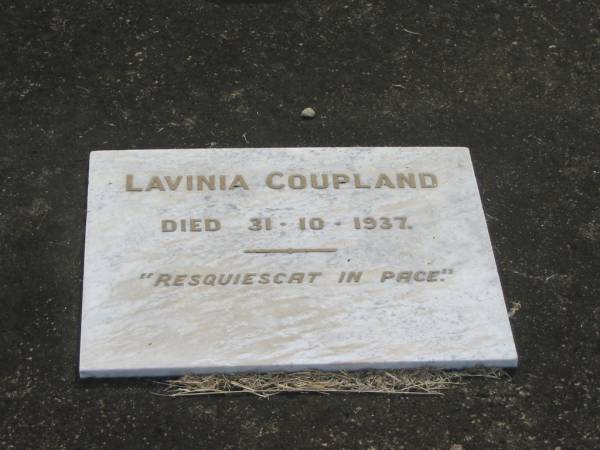 LAVINIA COUPLAND
DIED 31-10-1937.
"RESQUIESCAT IN PACE."